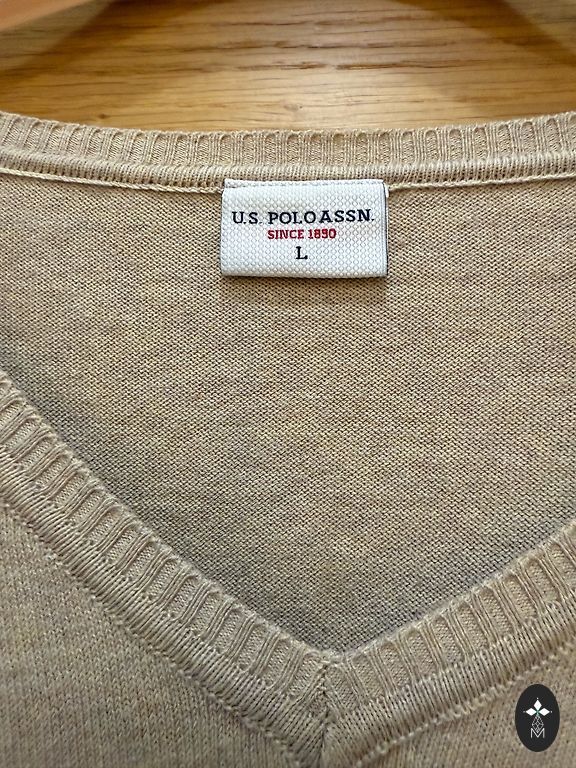 U.S. POLO ASSN.
SINCE 1890
L